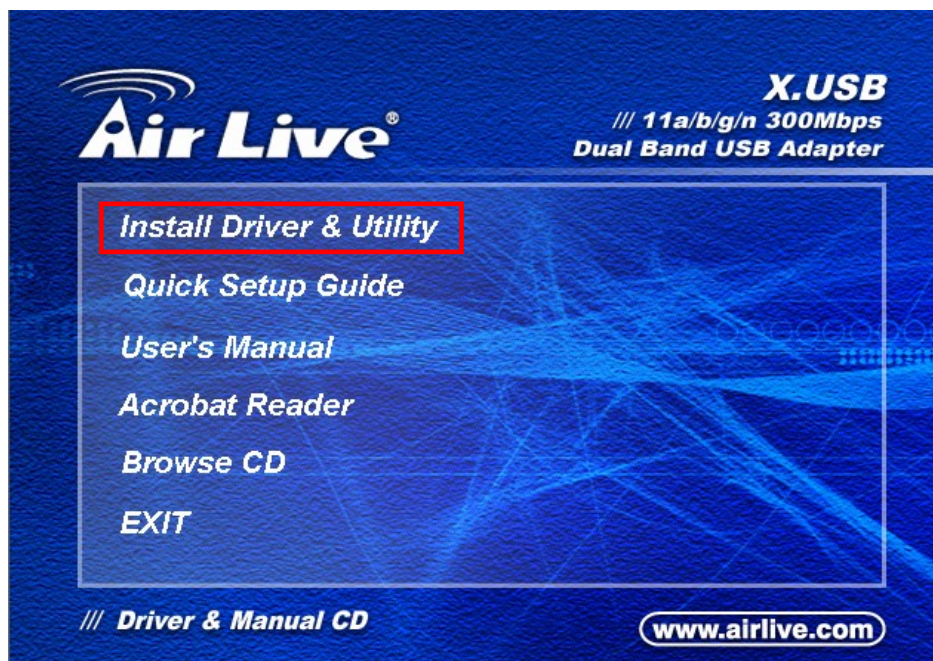 Air Live®
X.USB
/// 11a/b/g/n 300Mbps
Dual Band USB Adapter
Install Driver & Utility
Quick Setup Guide
User's Manual
Acrobat Reader
Browse CD
EXIT
/// Driver & Manual CD
www.airlive.com